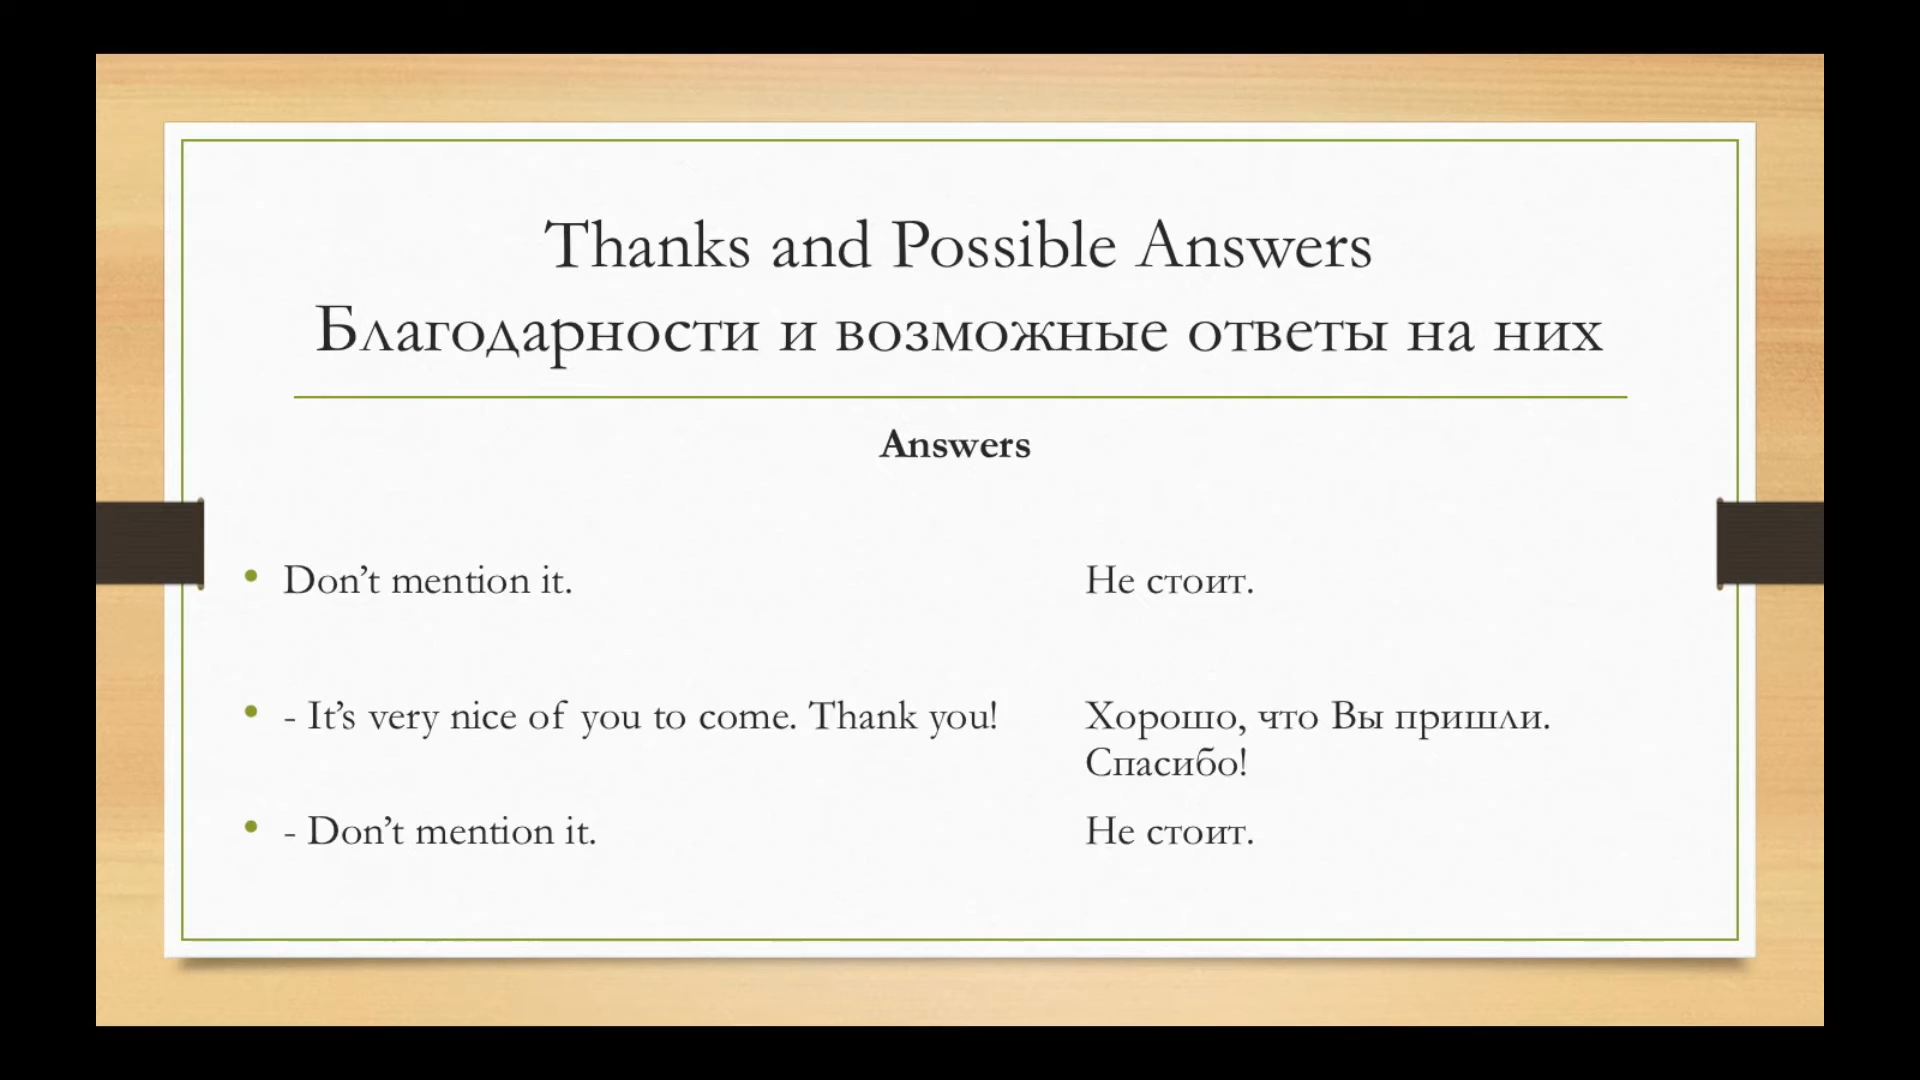 Thanks and Possible Answers
Благодарности и возможные ответы на них
Answers
• Don’t mention it. Не стоит.
• - It’s very nice of you to come. Thank you! Хорошо, что Вы пришли.
Спасибо!
• - Don’t mention it. Не стоит.